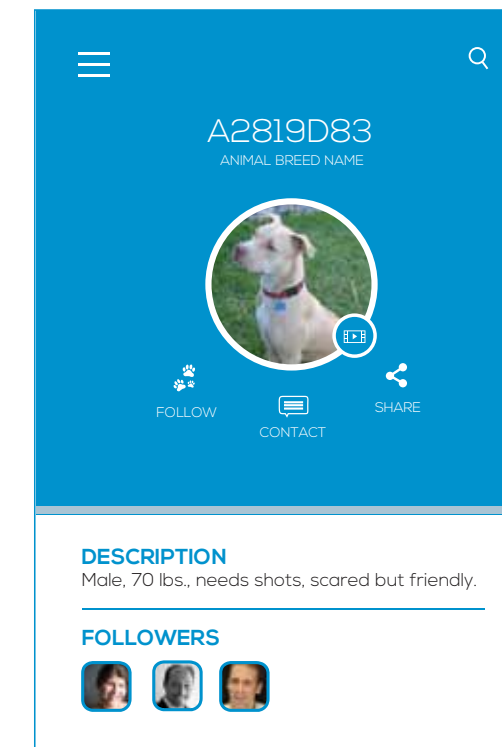 A2819D83
ANIMAL BREED NAME
FOLLOW
CONTACT
SHARE
DESCRIPTION
Male, 70 lbs., needs shots, scared but friendly.
FOLLOWERS